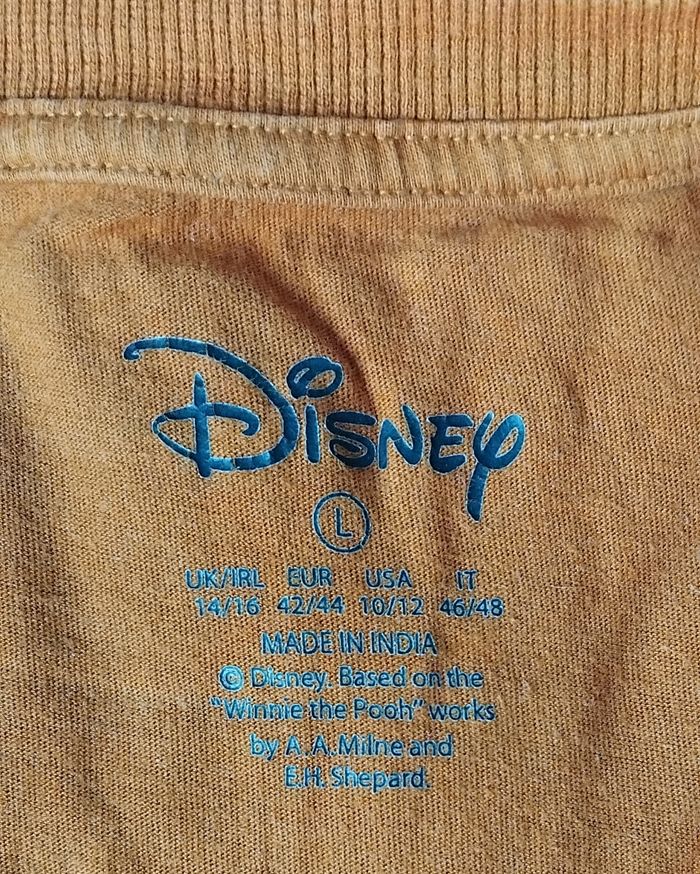 Disney
L
UK/IRL EUR USA IT
14/16 42/44 10/12 46/48
MADE IN INDIA
© Disney. Based on the
"Winnie the Pooh" works
by A. A. Milne and
E.H. Shepard.